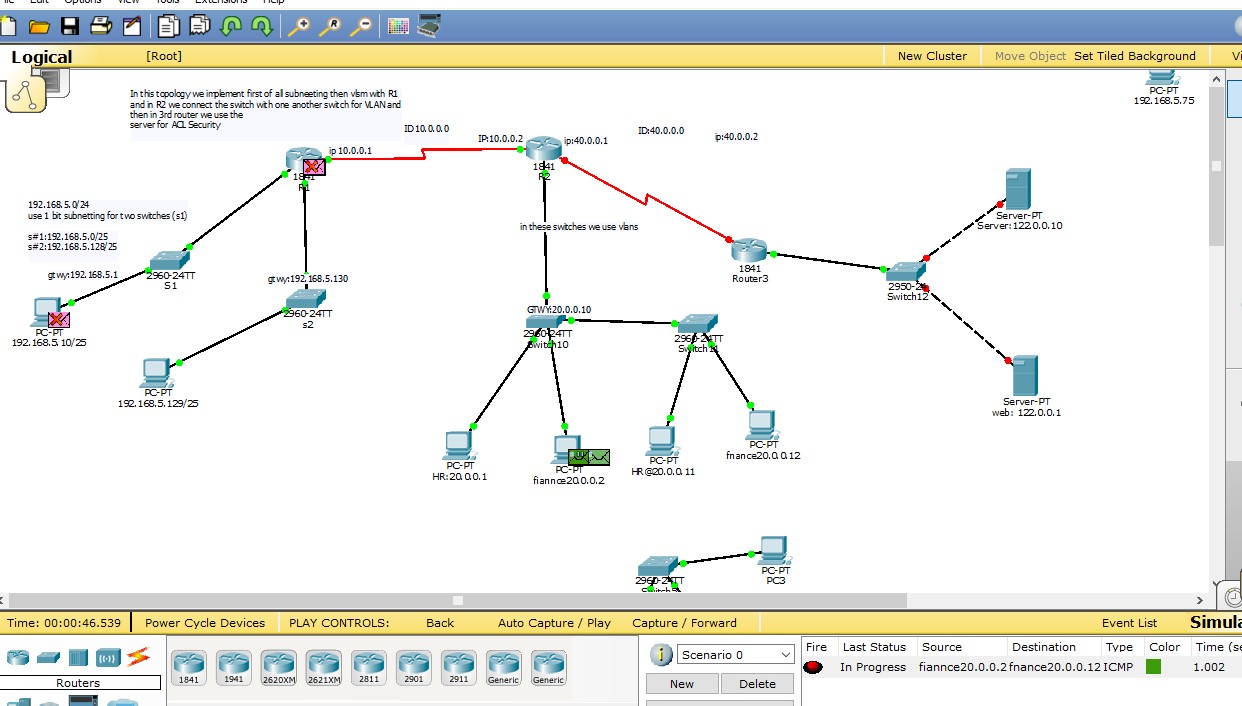 File Edit Options View Tools Extensions Help
Logical
[Root]
New Cluster
Move Object
Set Tiled Background
Vi
PC-PT
192.168.5.75
In this topology we implement first of all subneeting then vlsm with R1
and in R2 we connect the switch with one another switch for VLAN and
then in 3rd router we use the
server for ACL Security
ID10.0.0.0
ip 10.0.0.1
IP:10.0.0.2
ip:40.0.0.1
ID:40.0.0.0
ip:40.0.0.2
1841
R1
1841
R2
192.168.5.0/24
use 1 bit subnetting for two switches (s1)
s#1:192.168.5.0/25
s#2:192.168.5.128/25
in these switches we use vlans
Server-PT
Server:122.0.0.10
gtwy:192.168.5.1
2960-24TT
S1
gtwy:192.168.5.130
2960-24TT
s2
1841
Router3
2950-24
Switch12
PC-PT
192.168.5.10/25
GTWY:20.0.0.10
2960-24TT
Switch10
2960-24TT
Switch11
PC-PT
192.168.5.129/25
Server-PT
web: 122.0.0.1
PC-PT
HR:20.0.0.1
PC-PT
fiannce20.0.0.2
PC-PT
HR@20.0.0.11
PC-PT
fnance20.0.0.12
2960-24TT
PC-PT
PC3
Time: 00:00:46.539
Power Cycle Devices
PLAY CONTROLS:
Back
Auto Capture / Play
Capture / Forward
Event List
Simula
Routers
1841
1941
2620XM
2621XM
2811
2901
2911
Generic
Generic
Scenario 0
New
Delete
Fire Last Status Source Destination Type Color Time (se
In Progress fiannce20.0.0.2 fnance20.0.0.12 ICMP 1.002